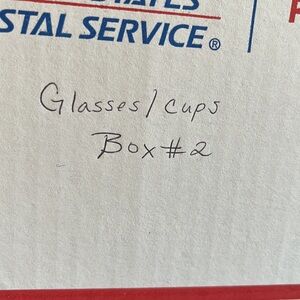 STAL SERVICE®
Glasses/cups
Box #2